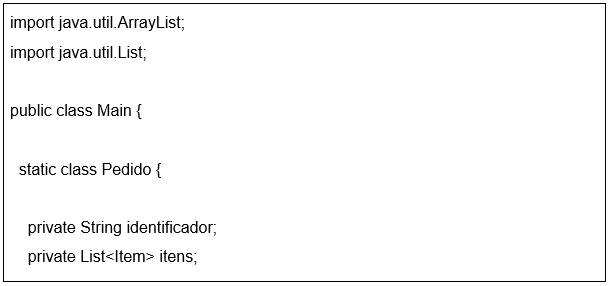 import java.util.ArrayList;
import java.util.List;
public class Main {
static class Pedido {
private String identificador;
private List<Item> itens;